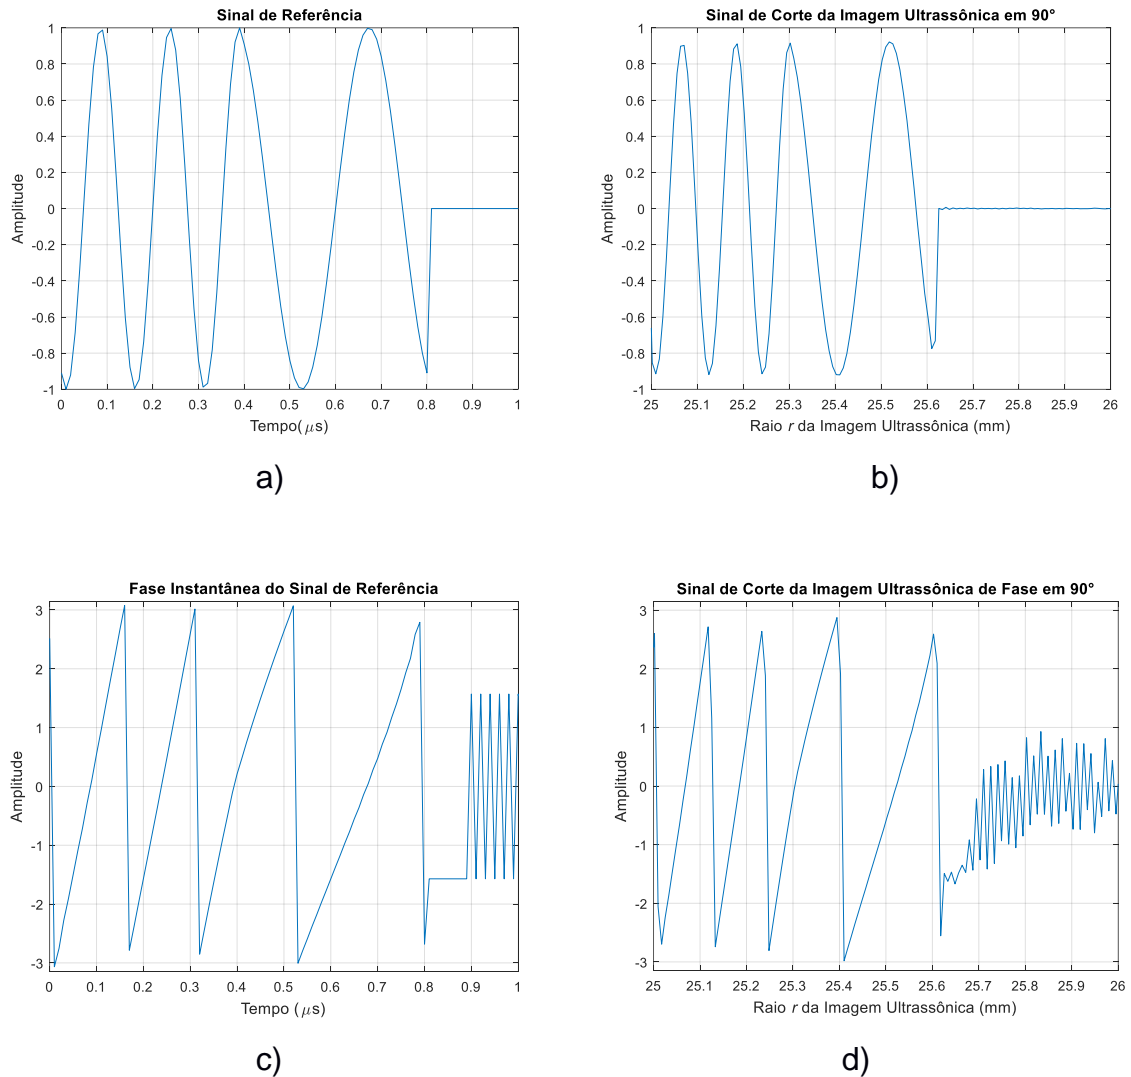 Sinal de Referência
1
0.8
0.6
0.4
0.2
0
-0.2
-0.4
-0.6
-0.8
-1
Amplitude
0 0.1 0.2 0.3 0.4 0.5 0.6 0.7 0.8 0.9 1
Tempo(μs)
a)
Sinal de Corte da Imagem Ultrassônica em 90°
1
0.8
0.6
0.4
0.2
0
-0.2
-0.4
-0.6
-0.8
-1
Amplitude
25 25.1 25.2 25.3 25.4 25.5 25.6 25.7 25.8 25.9 26
Raio r da Imagem Ultrassônica (mm)
b)
Fase Instantânea do Sinal de Referência
3
2
1
0
-1
-2
-3
Amplitude
0 0.1 0.2 0.3 0.4 0.5 0.6 0.7 0.8 0.9 1
Tempo (μs)
c)
Sinal de Corte da Imagem Ultrassônica de Fase em 90°
3
2
1
0
-1
-2
-3
Amplitude
25 25.1 25.2 25.3 25.4 25.5 25.6 25.7 25.8 25.9 26
Raio r da Imagem Ultrassônica (mm)
d)